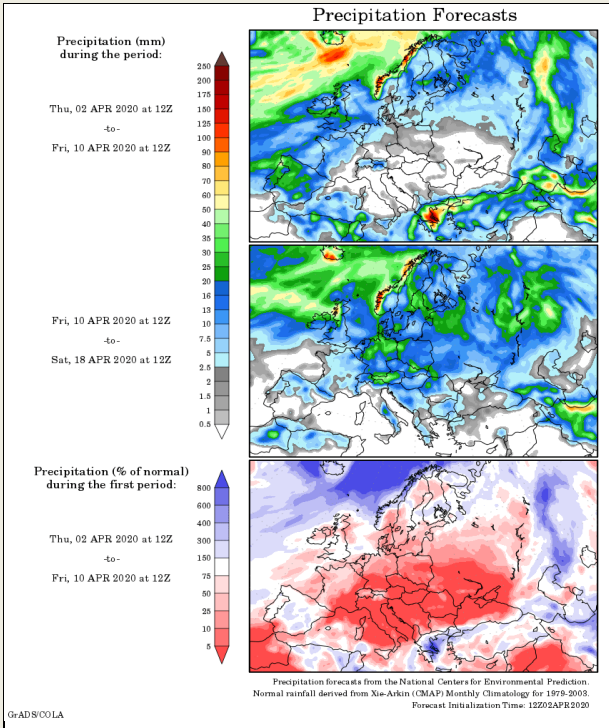 Precipitation Forecasts
Precipitation (mm)
during the period:
Thu, 02 APR 2020 at 12Z
-to-
Fri, 10 APR 2020 at 12Z
250
200
175
150
125
100
90
80
70
60
50
40
35
30
25
20
16
13
10
7.5
5
2.5
2
1.5
1
0.5
Fri, 10 APR 2020 at 12Z
-to-
Sat, 18 APR 2020 at 12Z
Precipitation (% of normal)
during the first period:
Thu, 02 APR 2020 at 12Z
-to-
Fri, 10 APR 2020 at 12Z
800
600
400
300
150
75
50
25
10
5
Precipitation forecasts from the National Centers for Environmental Prediction.
Normal rainfall derived from Xie-Arkin (CMAP) Monthly Climatology for 1979-2003.
Forecast Initialization Time: 12Z02APR2020
GrADS/COLA